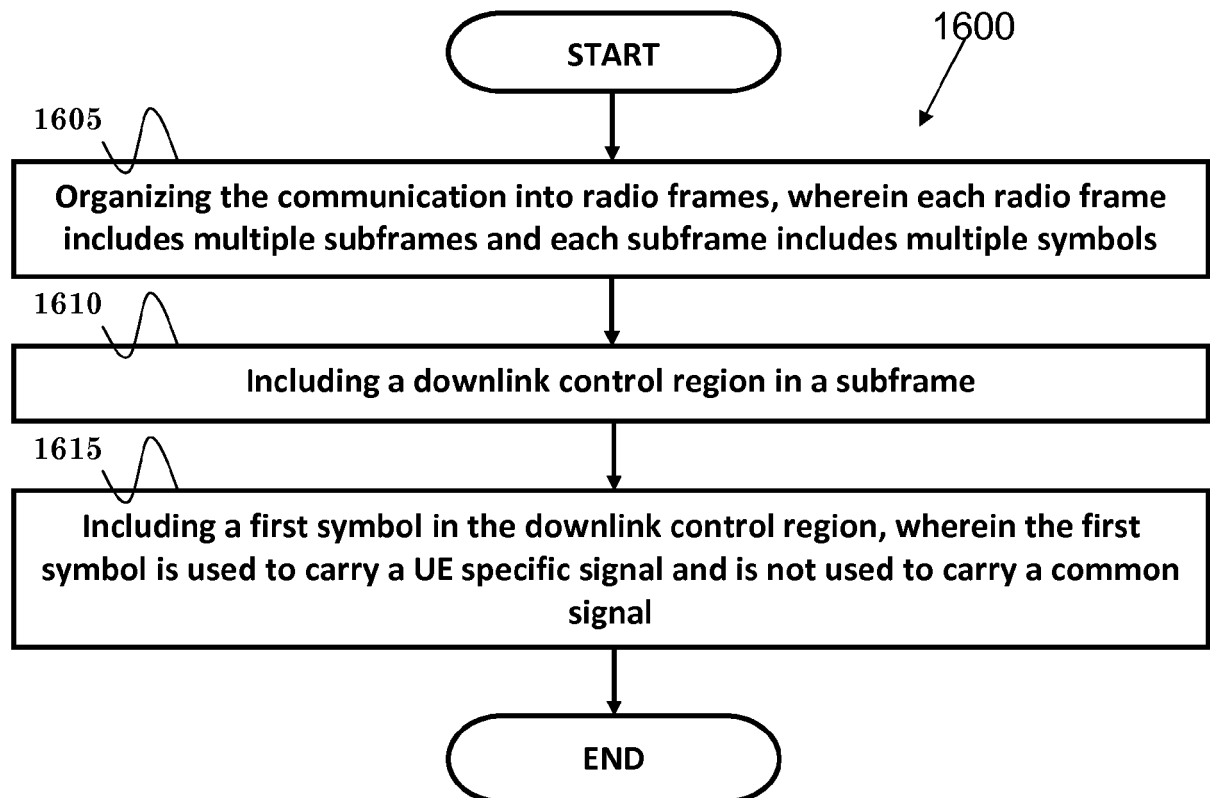 START
1600
1605
Organizing the communication into radio frames, wherein each radio frame
includes multiple subframes and each subframe includes multiple symbols
1610
Including a downlink control region in a subframe
1615
Including a first symbol in the downlink control region, wherein the first
symbol is used to carry a UE specific signal and is not used to carry a common
signal
END